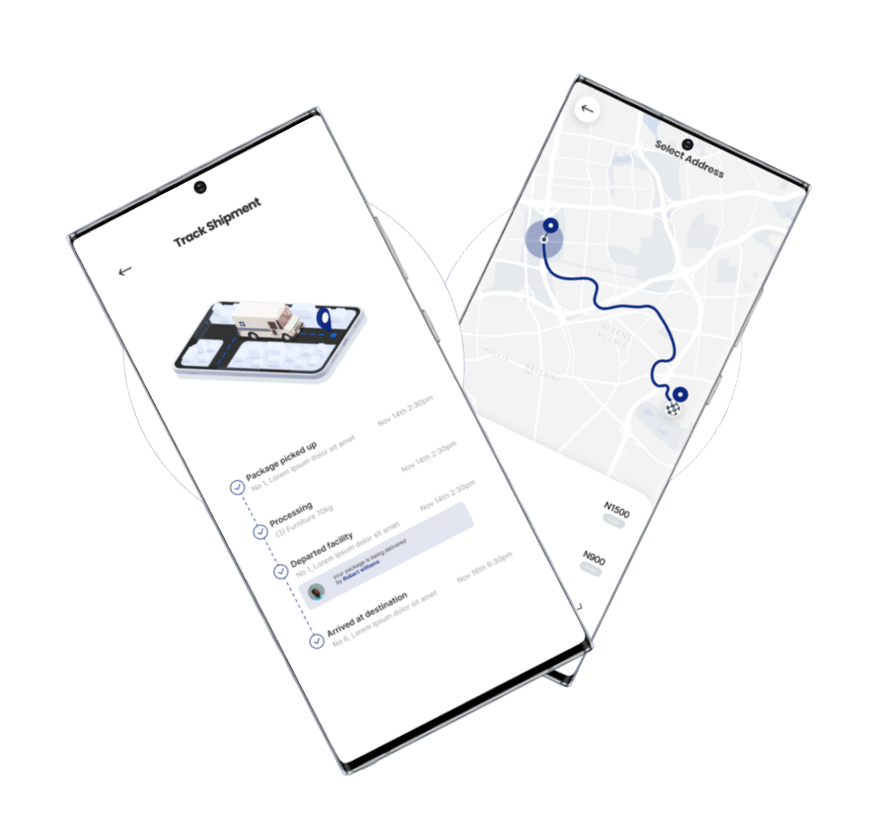 Track Shipment
Nov 14th 2:30pm
Package picked up
No 1, Lorem ipsum dolor sit amet
Nov 14th 2:30pm
Processing
(3) Furniture 70kg
Nov 14th 2:30pm
Departed facility
No 1, Lorem ipsum dolor sit amet
your package is being delivered
by Robert williams
Nov 16th 6:30pm
Arrived at destination
No 6, Lorem ipsum dolor sit amet
Select Address
QUEENS
VILLAGE
N1500
N900